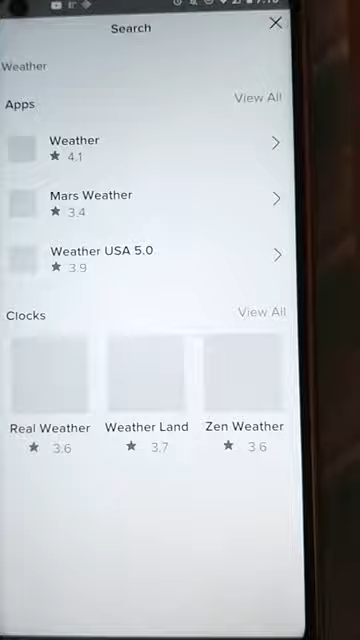 Search
Weather
Apps
View All
Weather
4.1
Mars Weather
3.4
Weather USA 5.0
3.9
Clocks
View All
Real Weather
Weather Land
Zen Weather
3.6
3.7
3 6